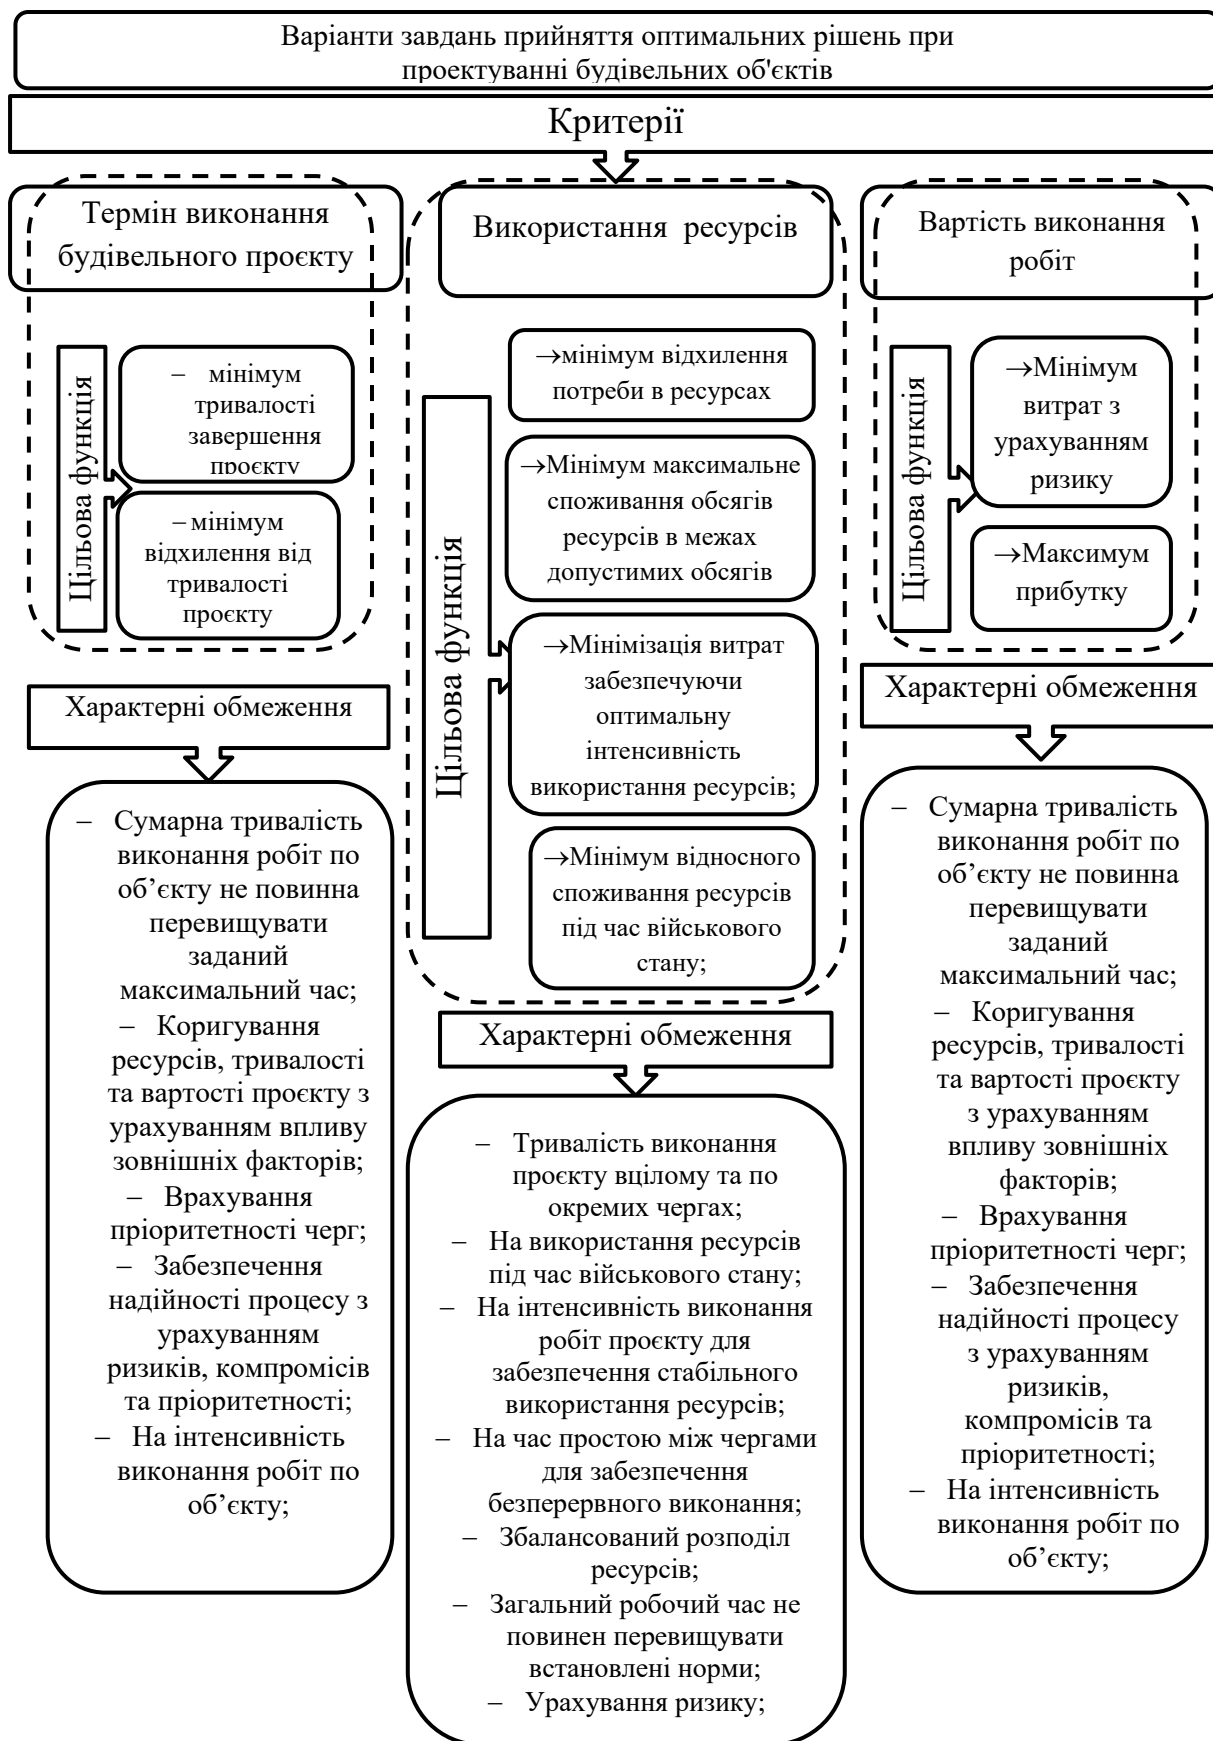 Варіанти завдань прийняття оптимальних рішень при
проектуванні будівельних об'єктів
Критерії
Термін виконання
будівельного проєкту
Цільова функція
– мінімум
тривалості
завершення
проєкту
– мінімум
відхилення від
тривалості
проєкту
Характерні обмеження
– Сумарна тривалість
виконання робіт по
об’єкту не повинна
перевищувати
заданий
максимальний час;
– Коригування
ресурсів, тривалості
та вартості проєкту з
урахуванням впливу
зовнішніх факторів;
– Врахування
пріоритетності черг;
– Забезпечення
надійності процесу з
урахуванням
ризиків, компромісів
та пріоритетності;
– На інтенсивність
виконання робіт по
об’єкту;
Використання ресурсів
Цільова функція
→мінімум відхилення
потреби в ресурсах
→Мінімум максимальне
споживання обсягів
ресурсів в межах
допустимих обсягів
→Мінімізація витрат
забезпечуючи
оптимальну
інтенсивність
використання ресурсів;
→Мінімум відносного
споживання ресурсів
під час військового
стану;
Характерні обмеження
– Тривалість виконання
проєкту вцілому та по
окремих чергах;
– На використання ресурсів
під час військового стану;
– На інтенсивність виконання
робіт проєкту для
забезпечення стабільного
використання ресурсів;
– На час простою між чергами
для забезпечення
безперервного виконання;
– Збалансований розподіл
ресурсів;
– Загальний робочий час не
повинен перевищувати
встановлені норми;
– Урахування ризику;
Вартість виконання
робіт
Цільова функція
→Мінімум
витрат з
урахуванням
ризику
→Максимум
прибутку
Характерні обмеження
– Сумарна тривалість
виконання робіт по
об’єкту не повинна
перевищувати
заданий
максимальний час;
– Коригування
ресурсів, тривалості
та вартості проєкту
з урахуванням
впливу зовнішніх
факторів;
– Врахування
пріоритетності черг;
– Забезпечення
надійності процесу
з урахуванням
ризиків,
компромісів та
пріоритетності;
– На інтенсивність
виконання робіт по
об’єкту;